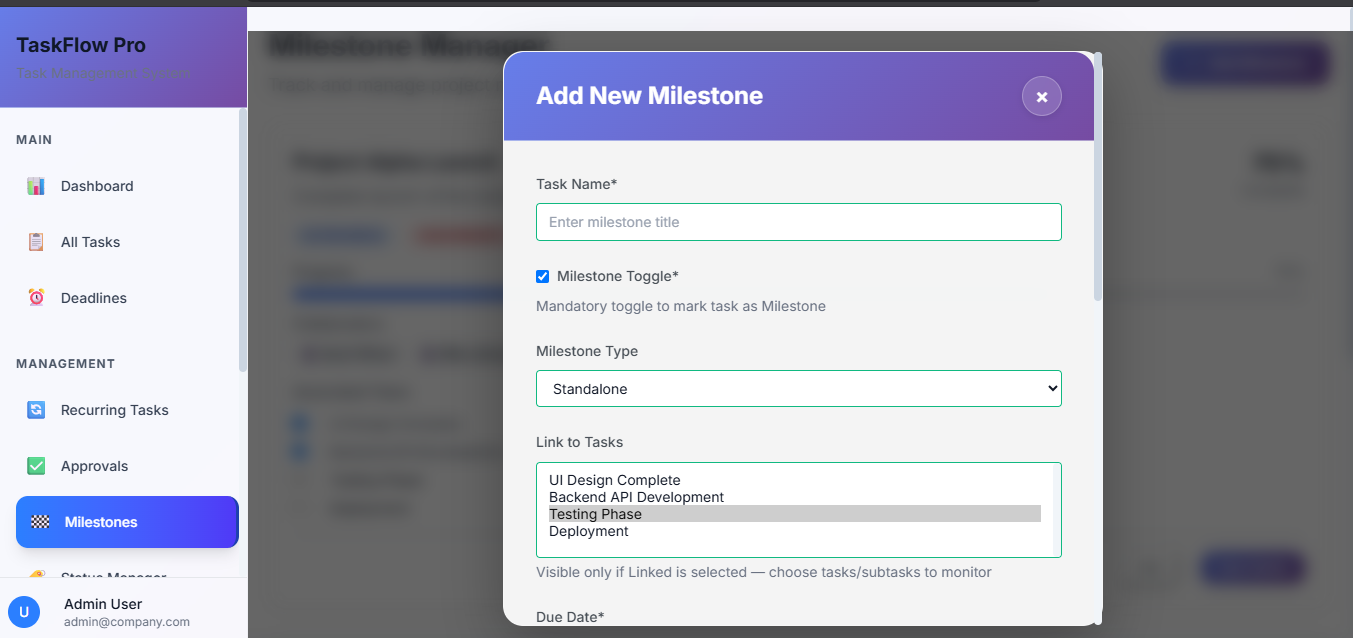 TaskFlow Pro
Task Management System
MAIN
Dashboard
All Tasks
Deadlines
MANAGEMENT
Recurring Tasks
Approvals
Milestones
Status Manager
U
Admin User
admin@company.com
Milestone Manager
Add New Milestone
×
Task Name*
Enter milestone title
Milestone Toggle*
Mandatory toggle to mark task as Milestone
Milestone Type
Standalone
Link to Tasks
UI Design Complete
Backend API Development
Testing Phase
Deployment
Visible only if Linked is selected — choose tasks/subtasks to monitor
Due Date*